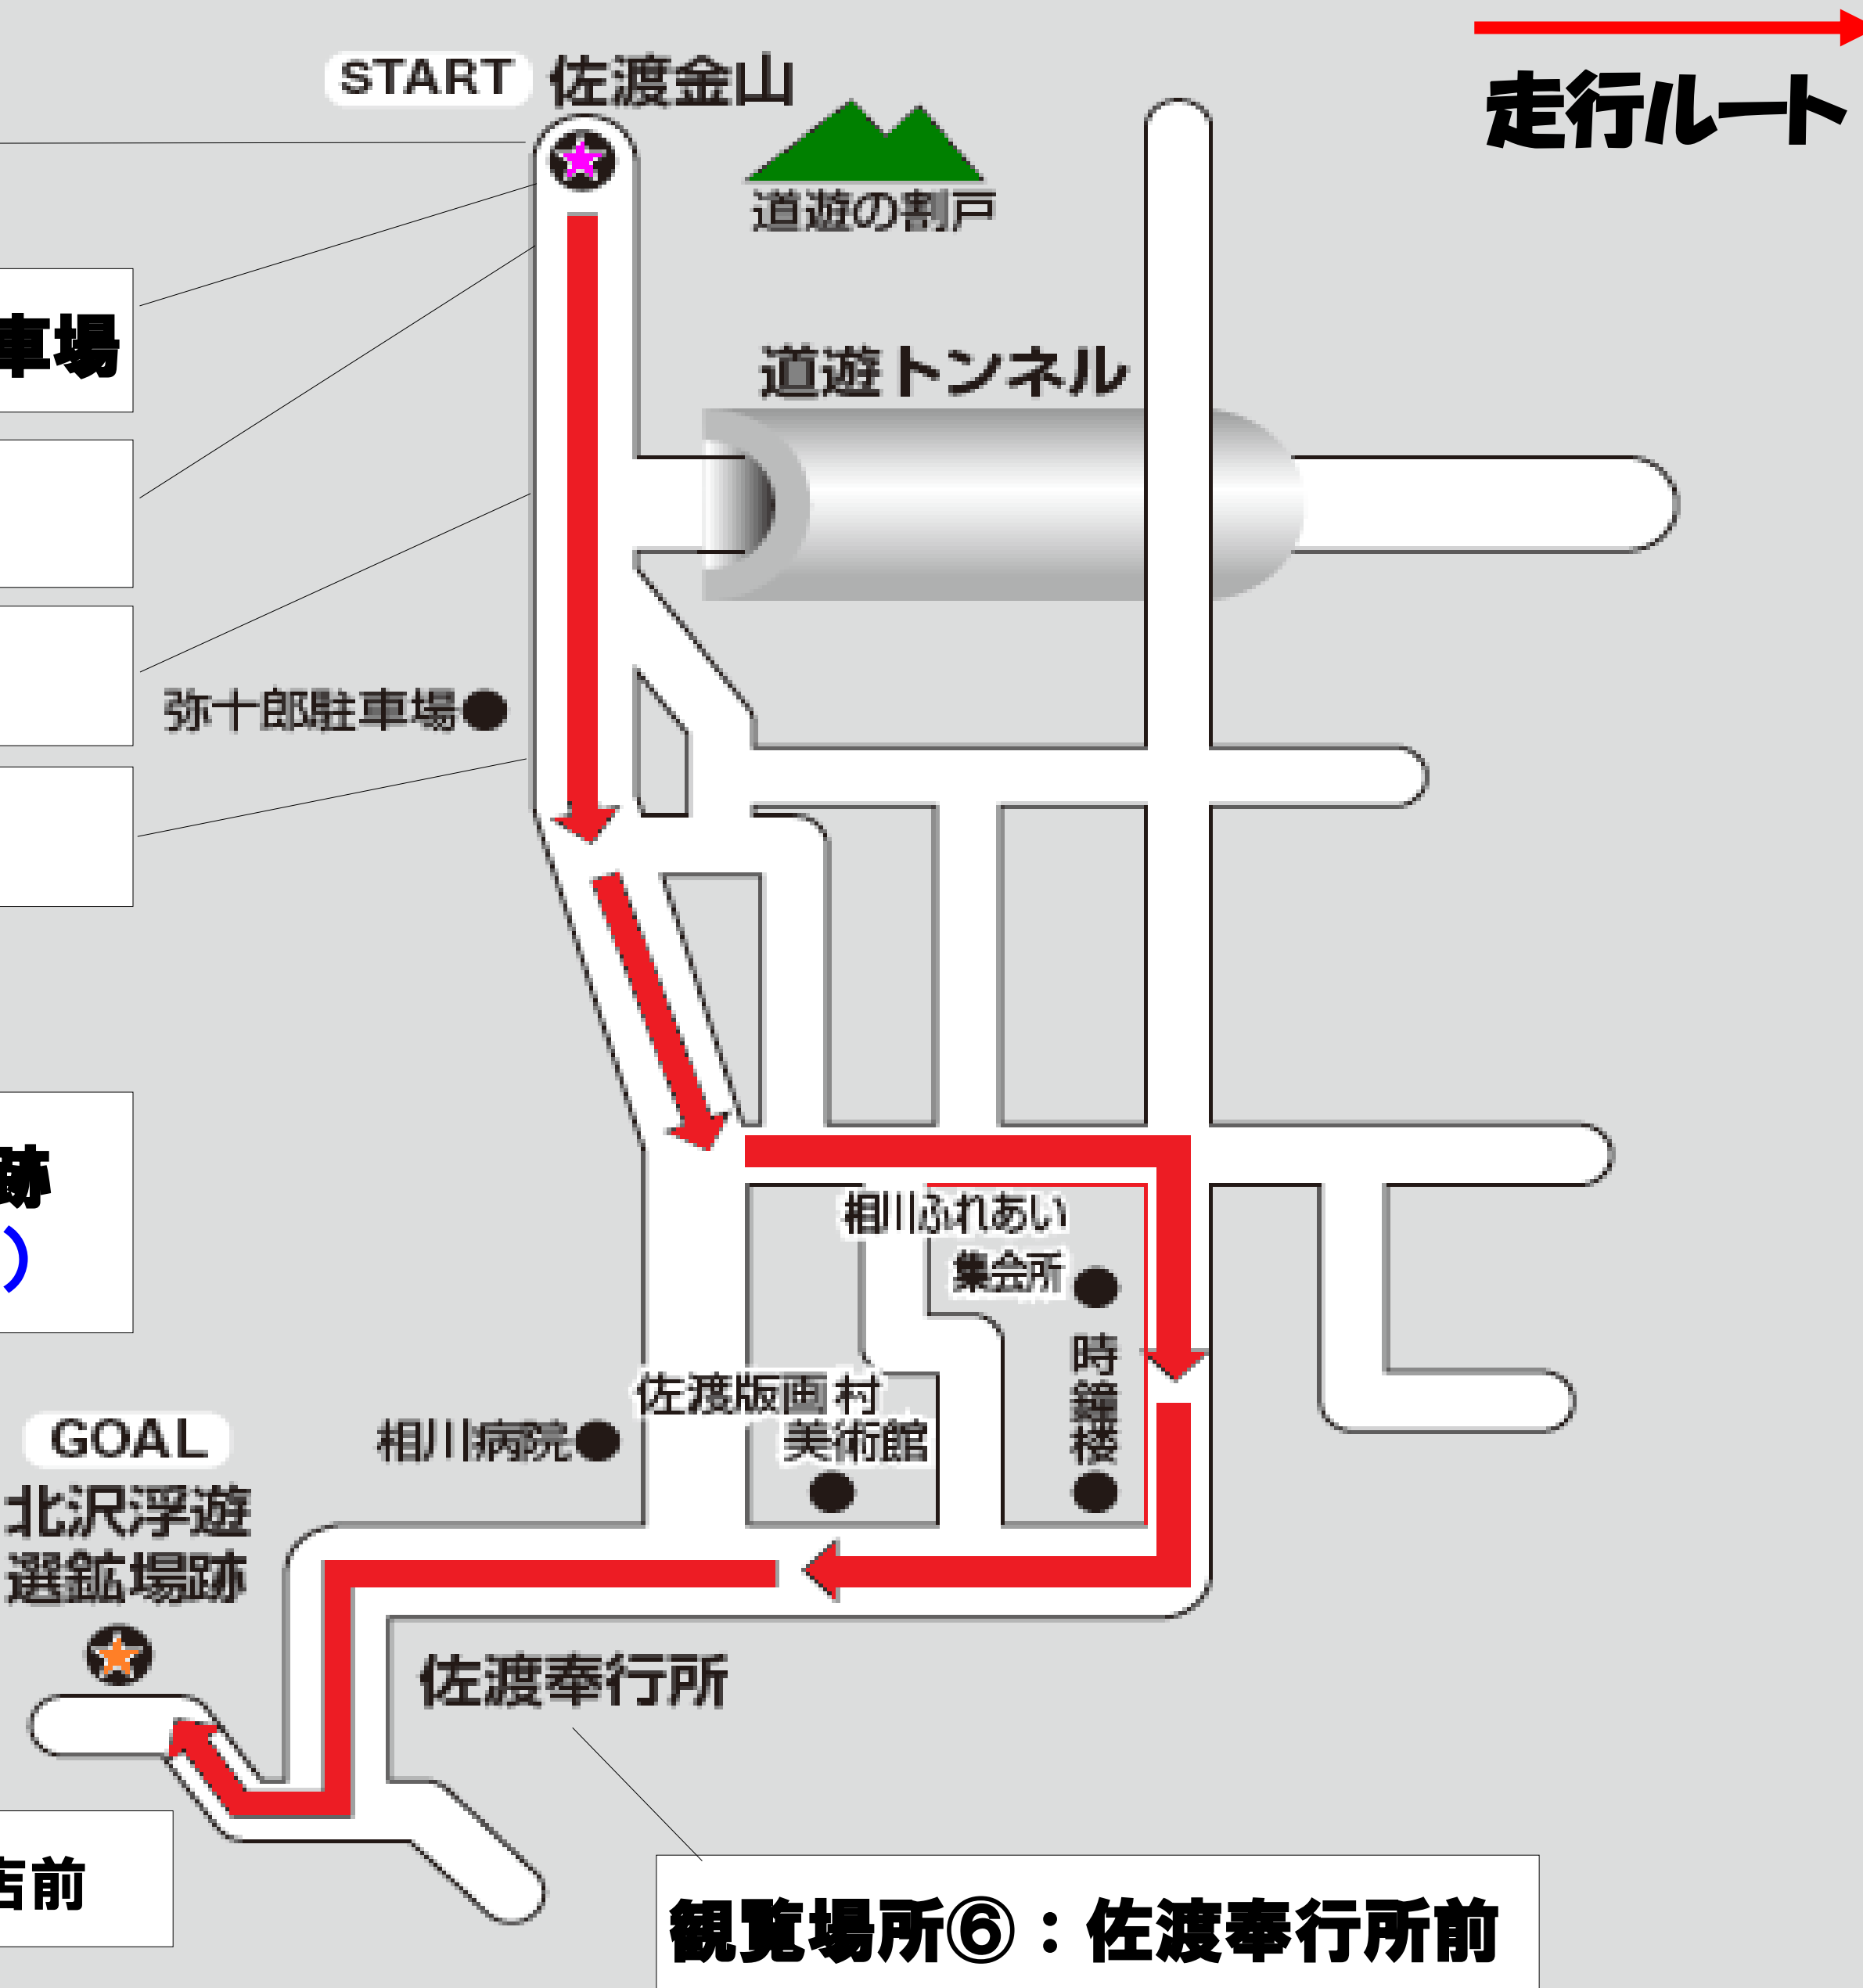 START 佐渡金山
走行ルート
道遊の割戸
車場
道遊トンネル
弥十郎駐車場
跡
）
相川ふれあい
集会所
時鐘楼
佐渡版画村
美術館
相川病院
GOAL
北沢浮遊
選鉱場跡
佐渡奉行所
店前
観覧場所⑥：佐渡奉行所前